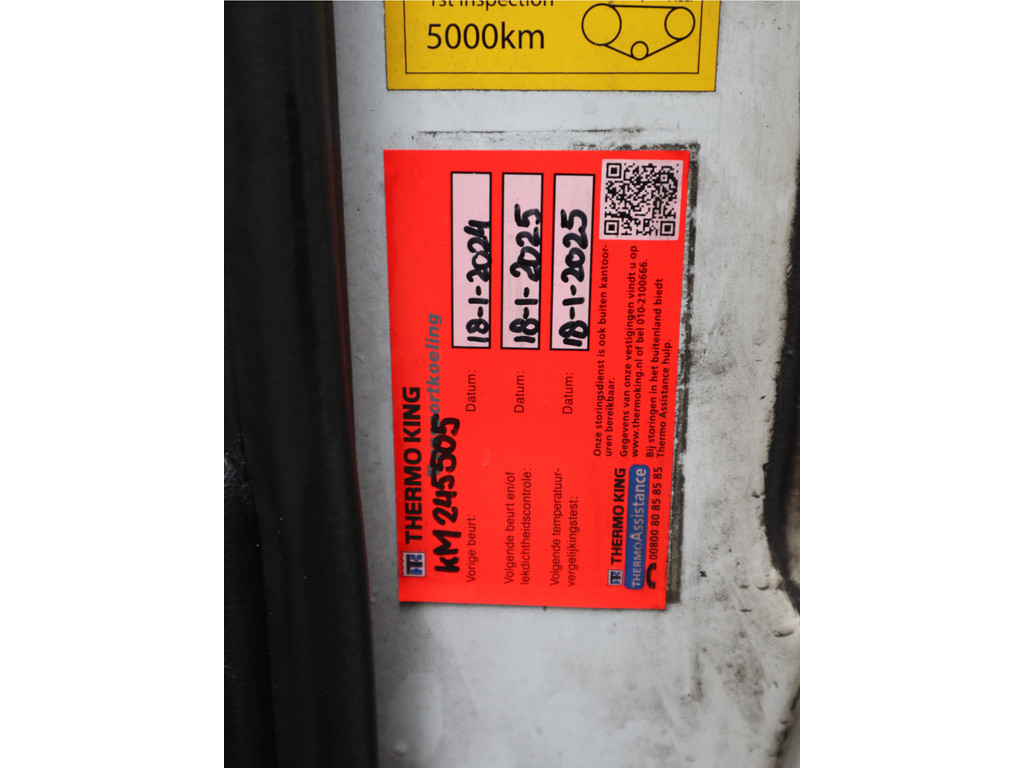 1st Inspection
5000km
THERMO KING
ortkoeling
KM 245505
Vorige beurt: Datum: 18-1-2024
Volgende beurt en/of
lekdichtheidscontrole: Datum: 18-1-2025
Volgende temperatuur-
vergelijkingstest: Datum: 18-1-2025
THERMO KING
THERMOAssistance
00800 80 85 85 85
Onze storingsdienst is ook buiten kantoor-
uren bereikbaar.
Gegevens van onze vestigingen vindt u op
www.thermoking.nl of bel 010-2100666.
Bij storingen in het buitenland biedt
Thermo Assistance hulp.